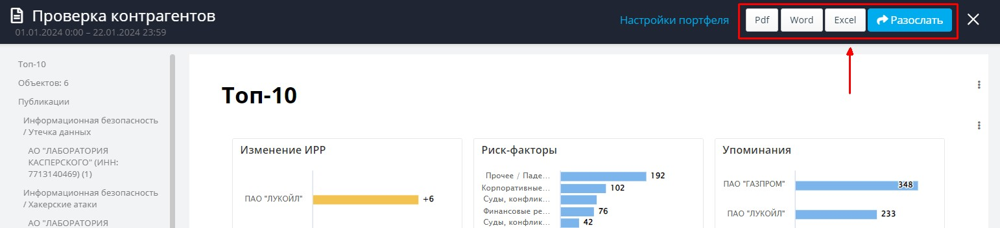 Проверка контрагентов
01.01.2024 0:00 – 22.01.2024 23:59
Настройки портфеля
Pdf
Word
Excel
Разослать
Топ-10
Объектов: 6
Публикации
Информационная безопасность
/ Утечка данных
АО "ЛАБОРАТОРИЯ
КАСПЕРСКОГО" (ИНН:
7713140469) (1)
Информационная безопасность
/ Хакерские атаки
АО "ЛАБОРАТОРИЯ
Топ-10
Изменение ИРР
ПАО "ЛУКОЙЛ"
+6
Риск-факторы
Прочее / Паде...
192
Корпоративные...
102
Суды, конфлик...
Финансовые ре...
76
Суды, конфлик...
42
Упоминания
ПАО "ГАЗПРОМ"
348
ПАО "ЛУКОЙЛ"
233